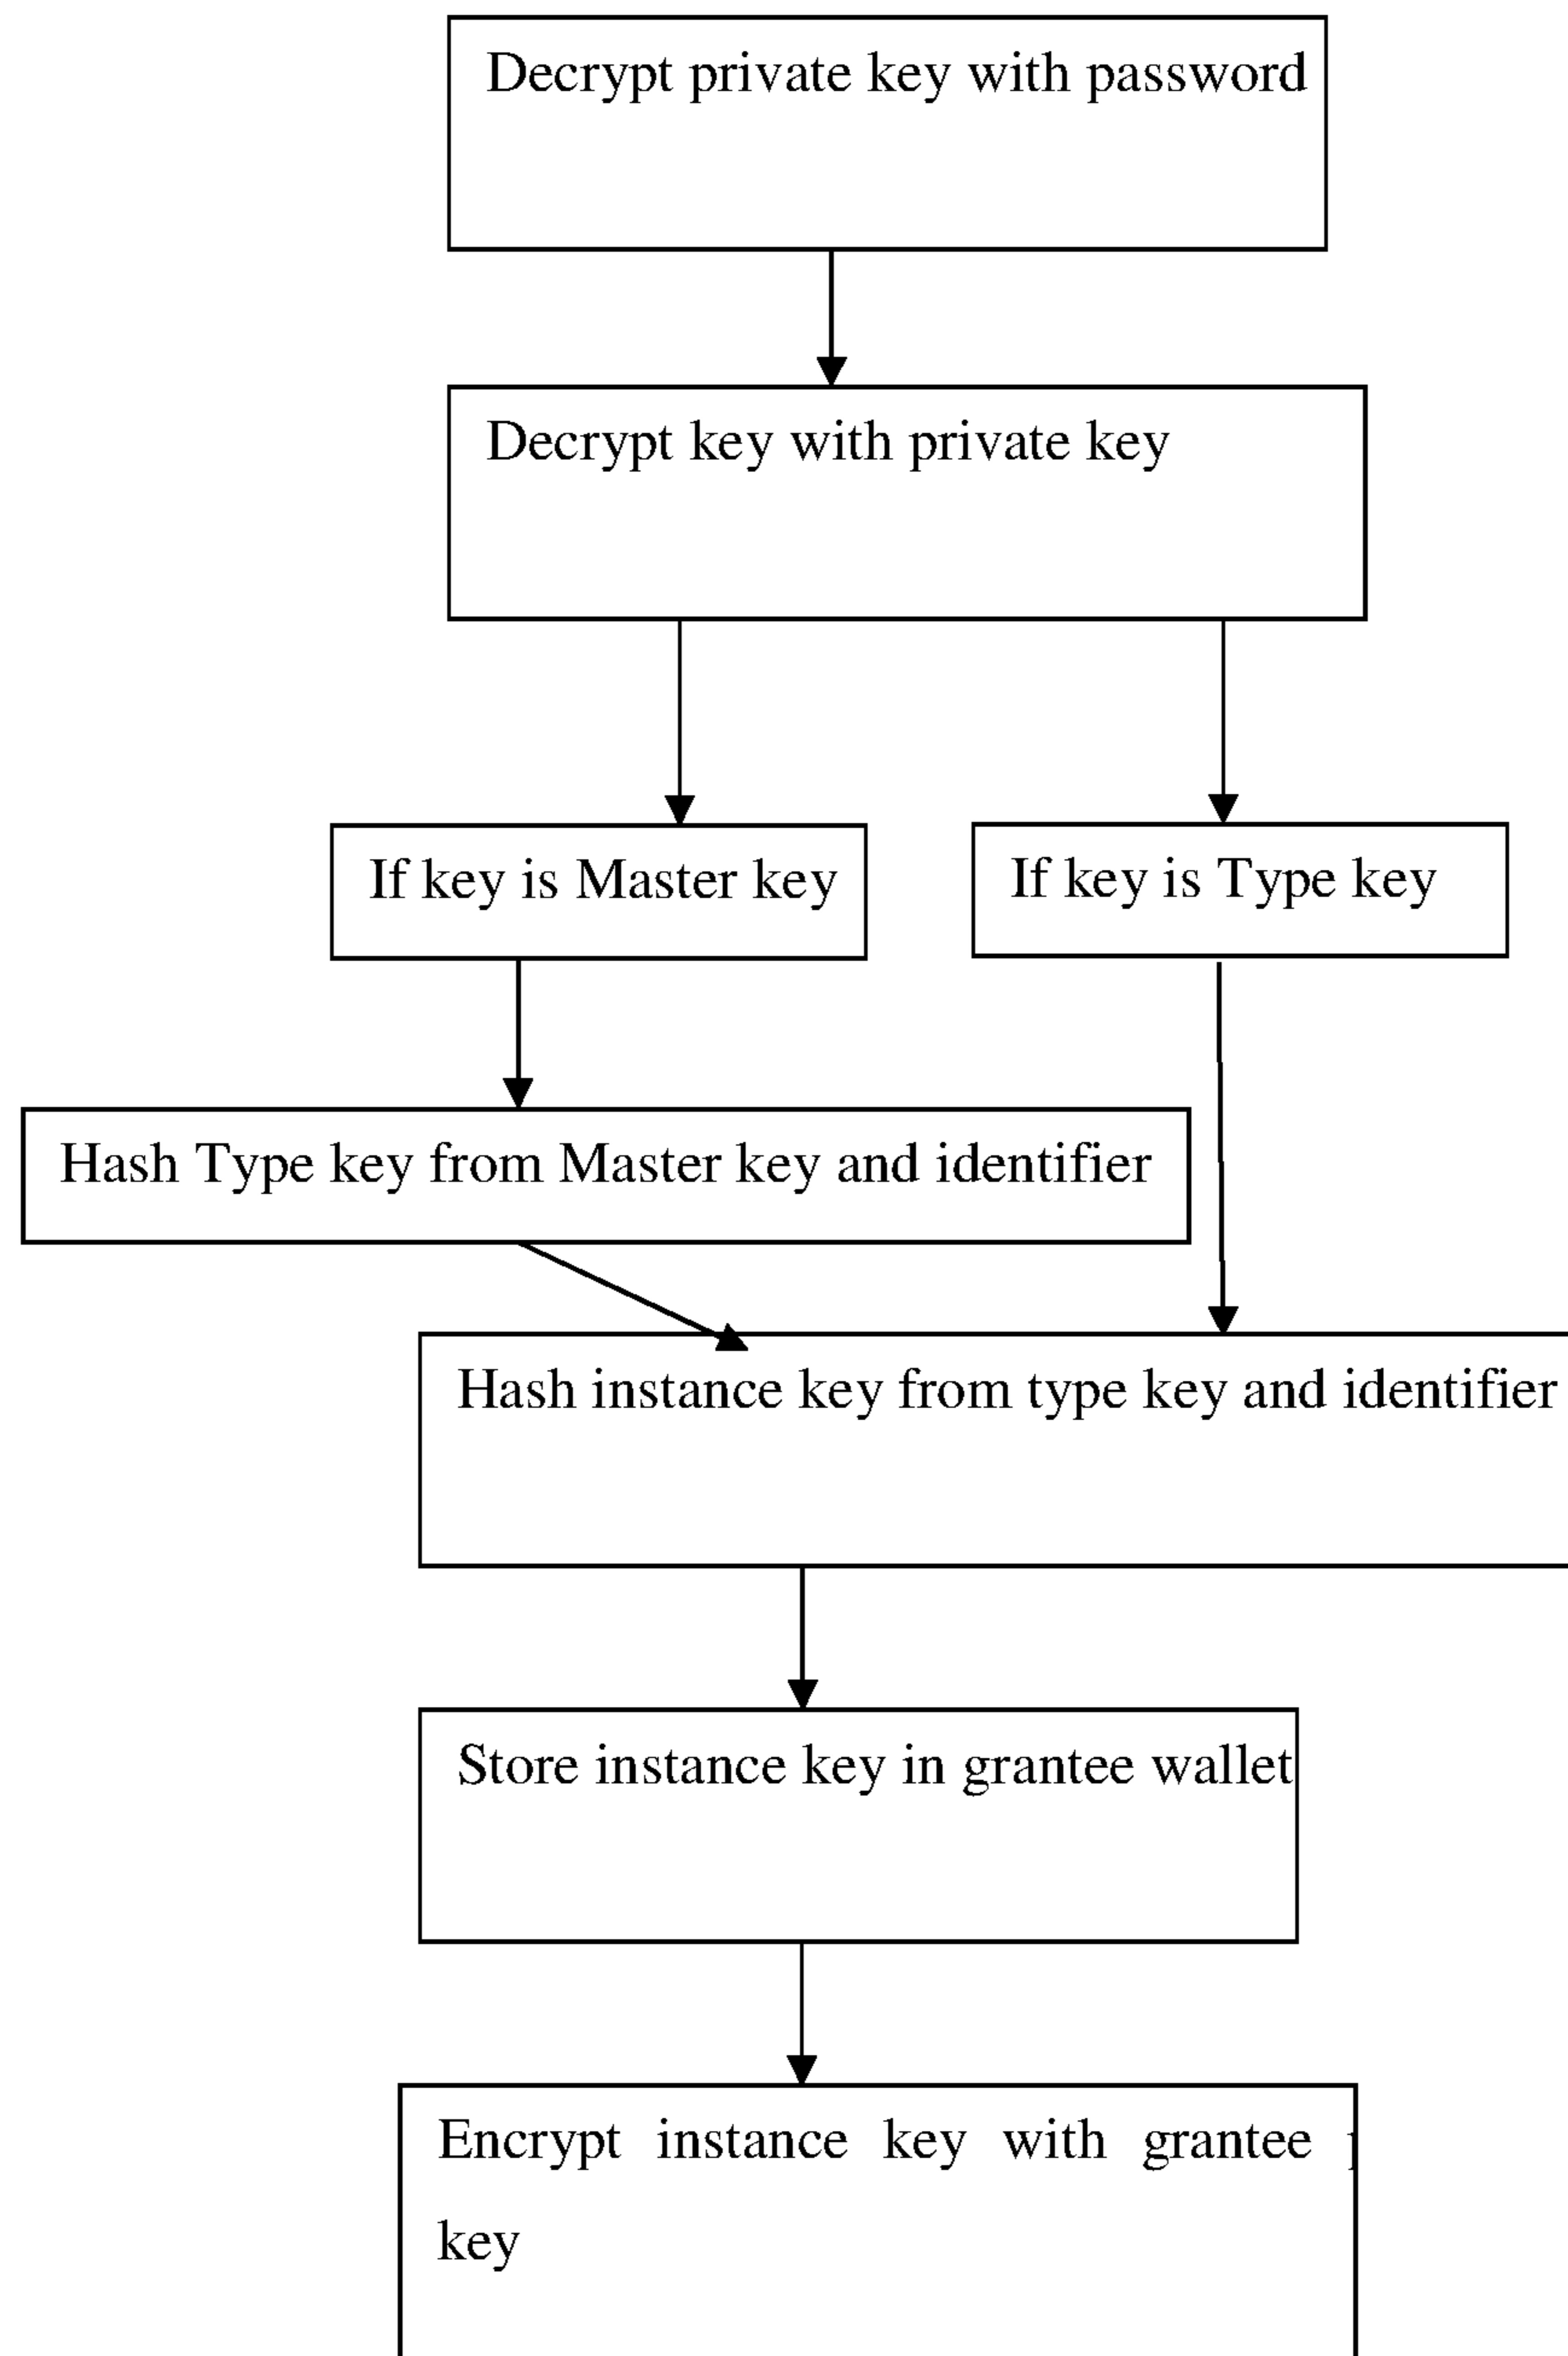 Decrypt private key with password
Decrypt key with private key
If key is Master key
If key is Type key
Hash Type key from Master key and identifier
Hash instance key from type key and identifier
Store instance key in grantee wallet
Encrypt instance key with grantee
key